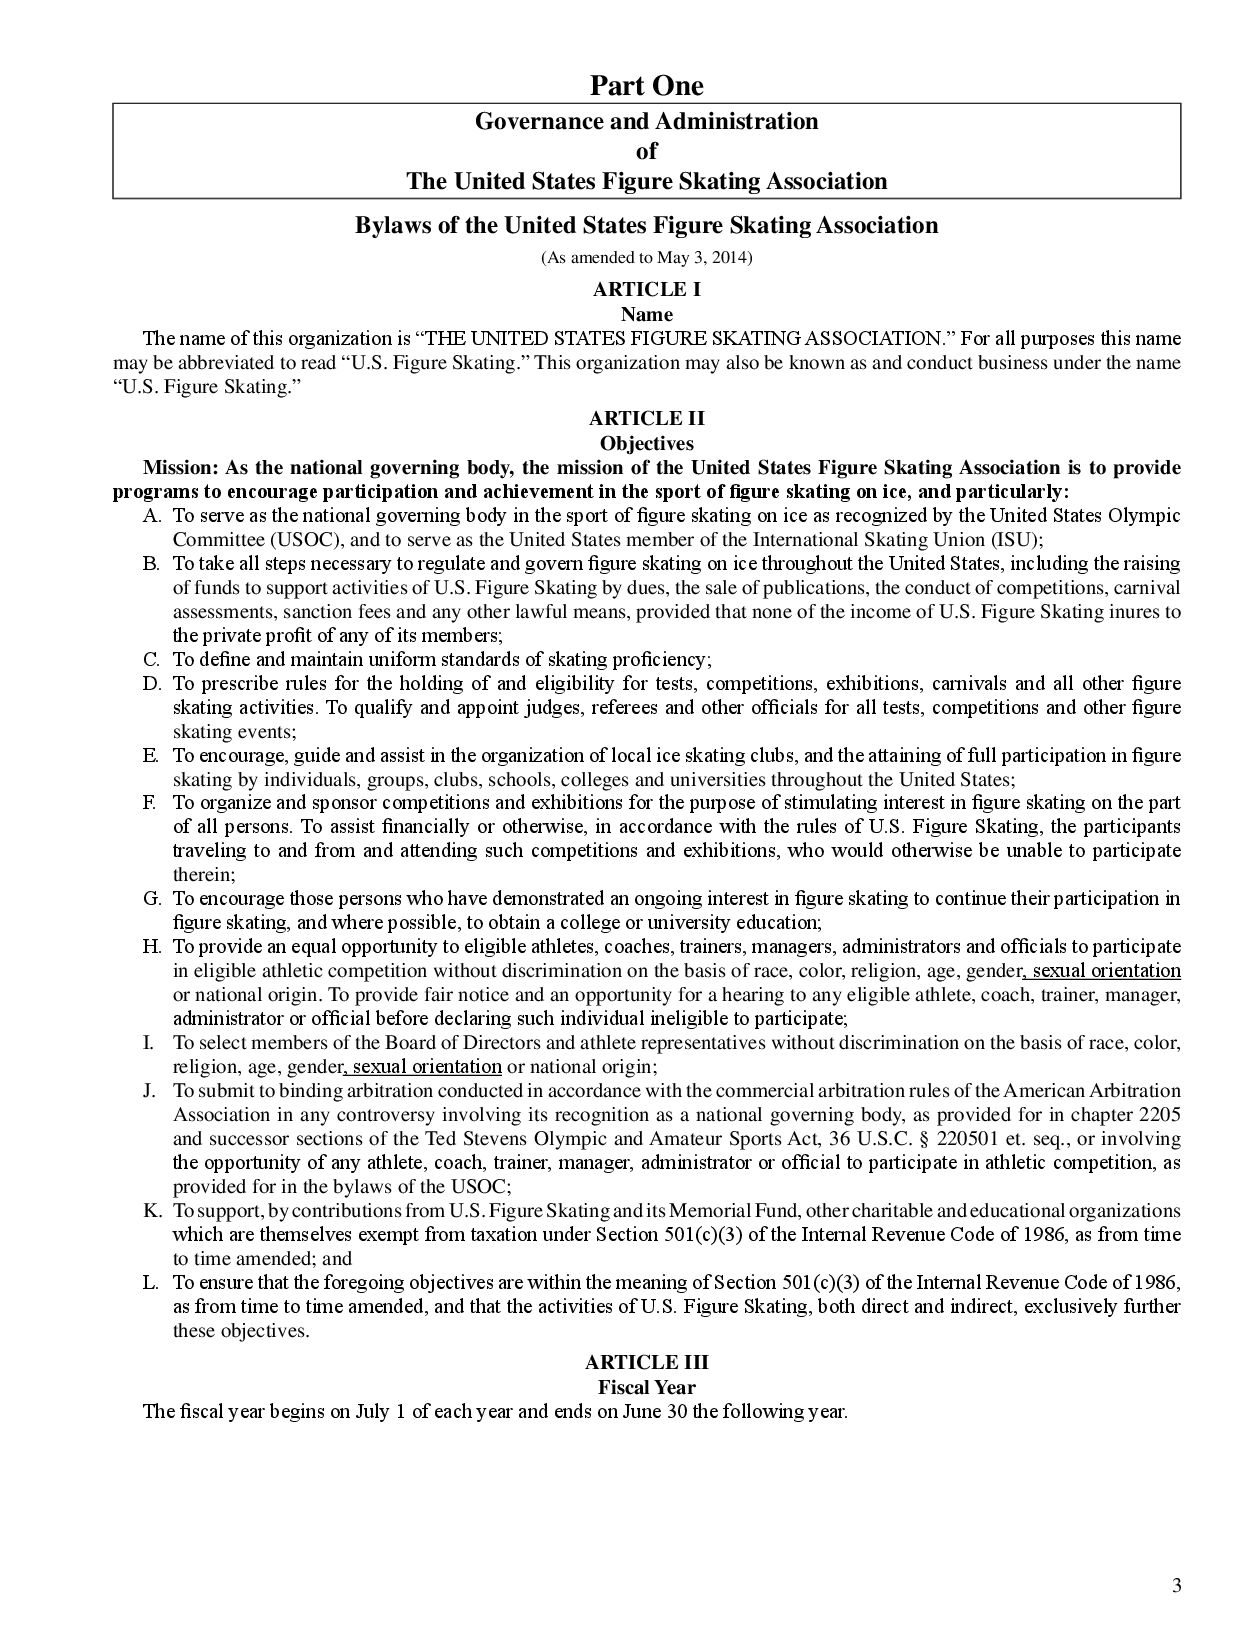 Part One
Governance and Administration
of
The United States Figure Skating Association
Bylaws of the United States Figure Skating Association
(As amended to May 3, 2014)
ARTICLE I
Name
The name of this organization is “THE UNITED STATES FIGURE SKATING ASSOCIATION.” For all purposes this name
may be abbreviated to read “U.S. Figure Skating.” This organization may also be known as and conduct business under the name
“U.S. Figure Skating.”
ARTICLE II
Objectives
Mission: As the national governing body, the mission of the United States Figure Skating Association is to provide
programs to encourage participation and achievement in the sport of figure skating on ice, and particularly:
A. To serve as the national governing body in the sport of figure skating on ice as recognized by the United States Olympic
Committee (USOC), and to serve as the United States member of the International Skating Union (ISU);
B. To take all steps necessary to regulate and govern figure skating on ice throughout the United States, including the raising
of funds to support activities of U.S. Figure Skating by dues, the sale of publications, the conduct of competitions, carnival
assessments, sanction fees and any other lawful means, provided that none of the income of U.S. Figure Skating inures to
the private profit of any of its members;
C. To define and maintain uniform standards of skating proficiency;
D. To prescribe rules for the holding of and eligibility for tests, competitions, exhibitions, carnivals and all other figure
skating activities. To qualify and appoint judges, referees and other officials for all tests, competitions and other figure
skating events;
E. To encourage, guide and assist in the organization of local ice skating clubs, and the attaining of full participation in figure
skating by individuals, groups, clubs, schools, colleges and universities throughout the United States;
F. To organize and sponsor competitions and exhibitions for the purpose of stimulating interest in figure skating on the part
of all persons. To assist financially or otherwise, in accordance with the rules of U.S. Figure Skating, the participants
traveling to and from and attending such competitions and exhibitions, who would otherwise be unable to participate
therein;
G. To encourage those persons who have demonstrated an ongoing interest in figure skating to continue their participation in
figure skating, and where possible, to obtain a college or university education;
H. To provide an equal opportunity to eligible athletes, coaches, trainers, managers, administrators and officials to participate
in eligible athletic competition without discrimination on the basis of race, color, religion, age, gender, sexual orientation
or national origin. To provide fair notice and an opportunity for a hearing to any eligible athlete, coach, trainer, manager,
administrator or official before declaring such individual ineligible to participate;
I. To select members of the Board of Directors and athlete representatives without discrimination on the basis of race, color,
religion, age, gender, sexual orientation or national origin;
J. To submit to binding arbitration conducted in accordance with the commercial arbitration rules of the American Arbitration
Association in any controversy involving its recognition as a national governing body, as provided for in chapter 2205
and successor sections of the Ted Stevens Olympic and Amateur Sports Act, 36 U.S.C. § 220501 et. seq., or involving
the opportunity of any athlete, coach, trainer, manager, administrator or official to participate in athletic competition, as
provided for in the bylaws of the USOC;
K. To support, by contributions from U.S. Figure Skating and its Memorial Fund, other charitable and educational organizations
which are themselves exempt from taxation under Section 501(c)(3) of the Internal Revenue Code of 1986, as from time
to time amended; and
L. To ensure that the foregoing objectives are within the meaning of Section 501(c)(3) of the Internal Revenue Code of 1986,
as from time to time amended, and that the activities of U.S. Figure Skating, both direct and indirect, exclusively further
these objectives.
ARTICLE III
Fiscal Year
The fiscal year begins on July 1 of each year and ends on June 30 the following year.
3